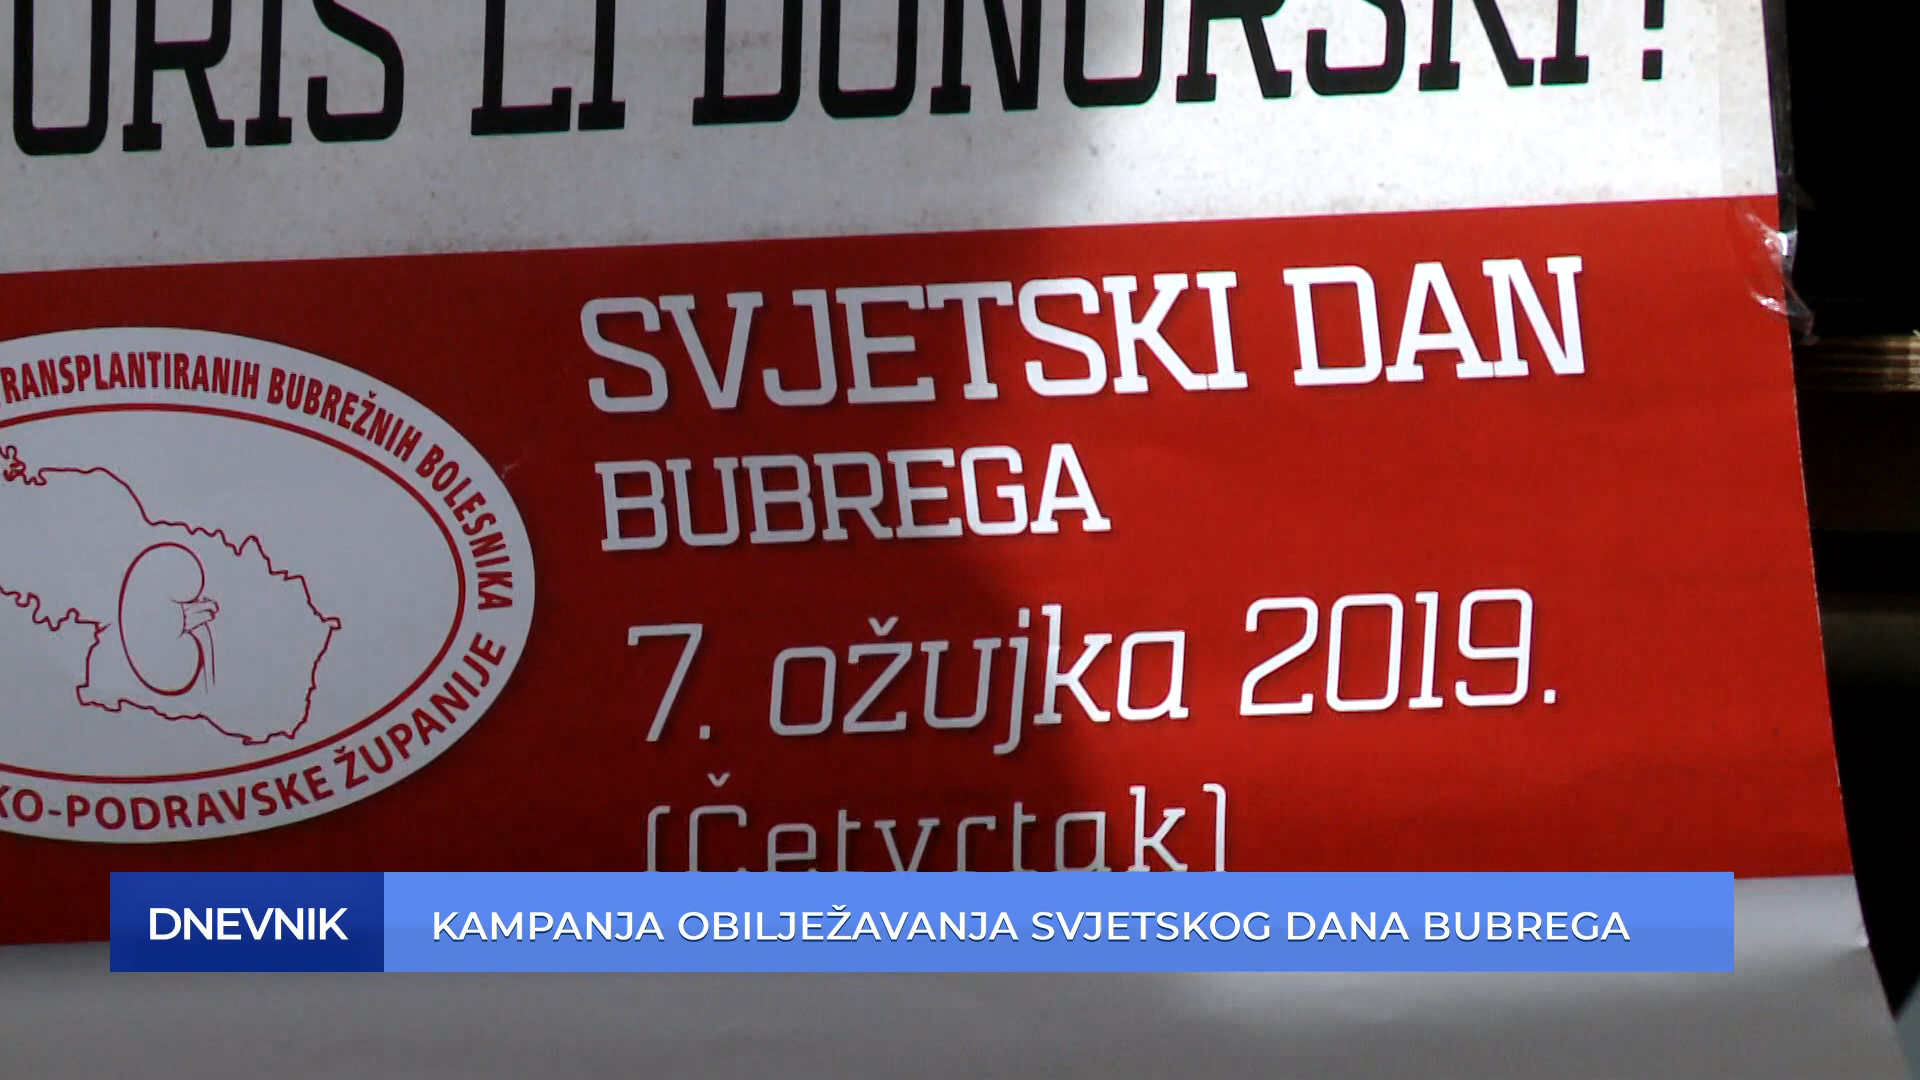 LI DONORSKI?
SVJETSKI DAN
BUBREGA
7. ožujka 2019.
(Četvrtak)
TRANSPLANTIRANIH BUBREŽNIH BOLESNIKA
KO-PODRAVSKE ŽUPANIJE
DNEVNIK
KAMPANJA OBILJEŽAVANJA SVJETSKOG DANA BUBREGA